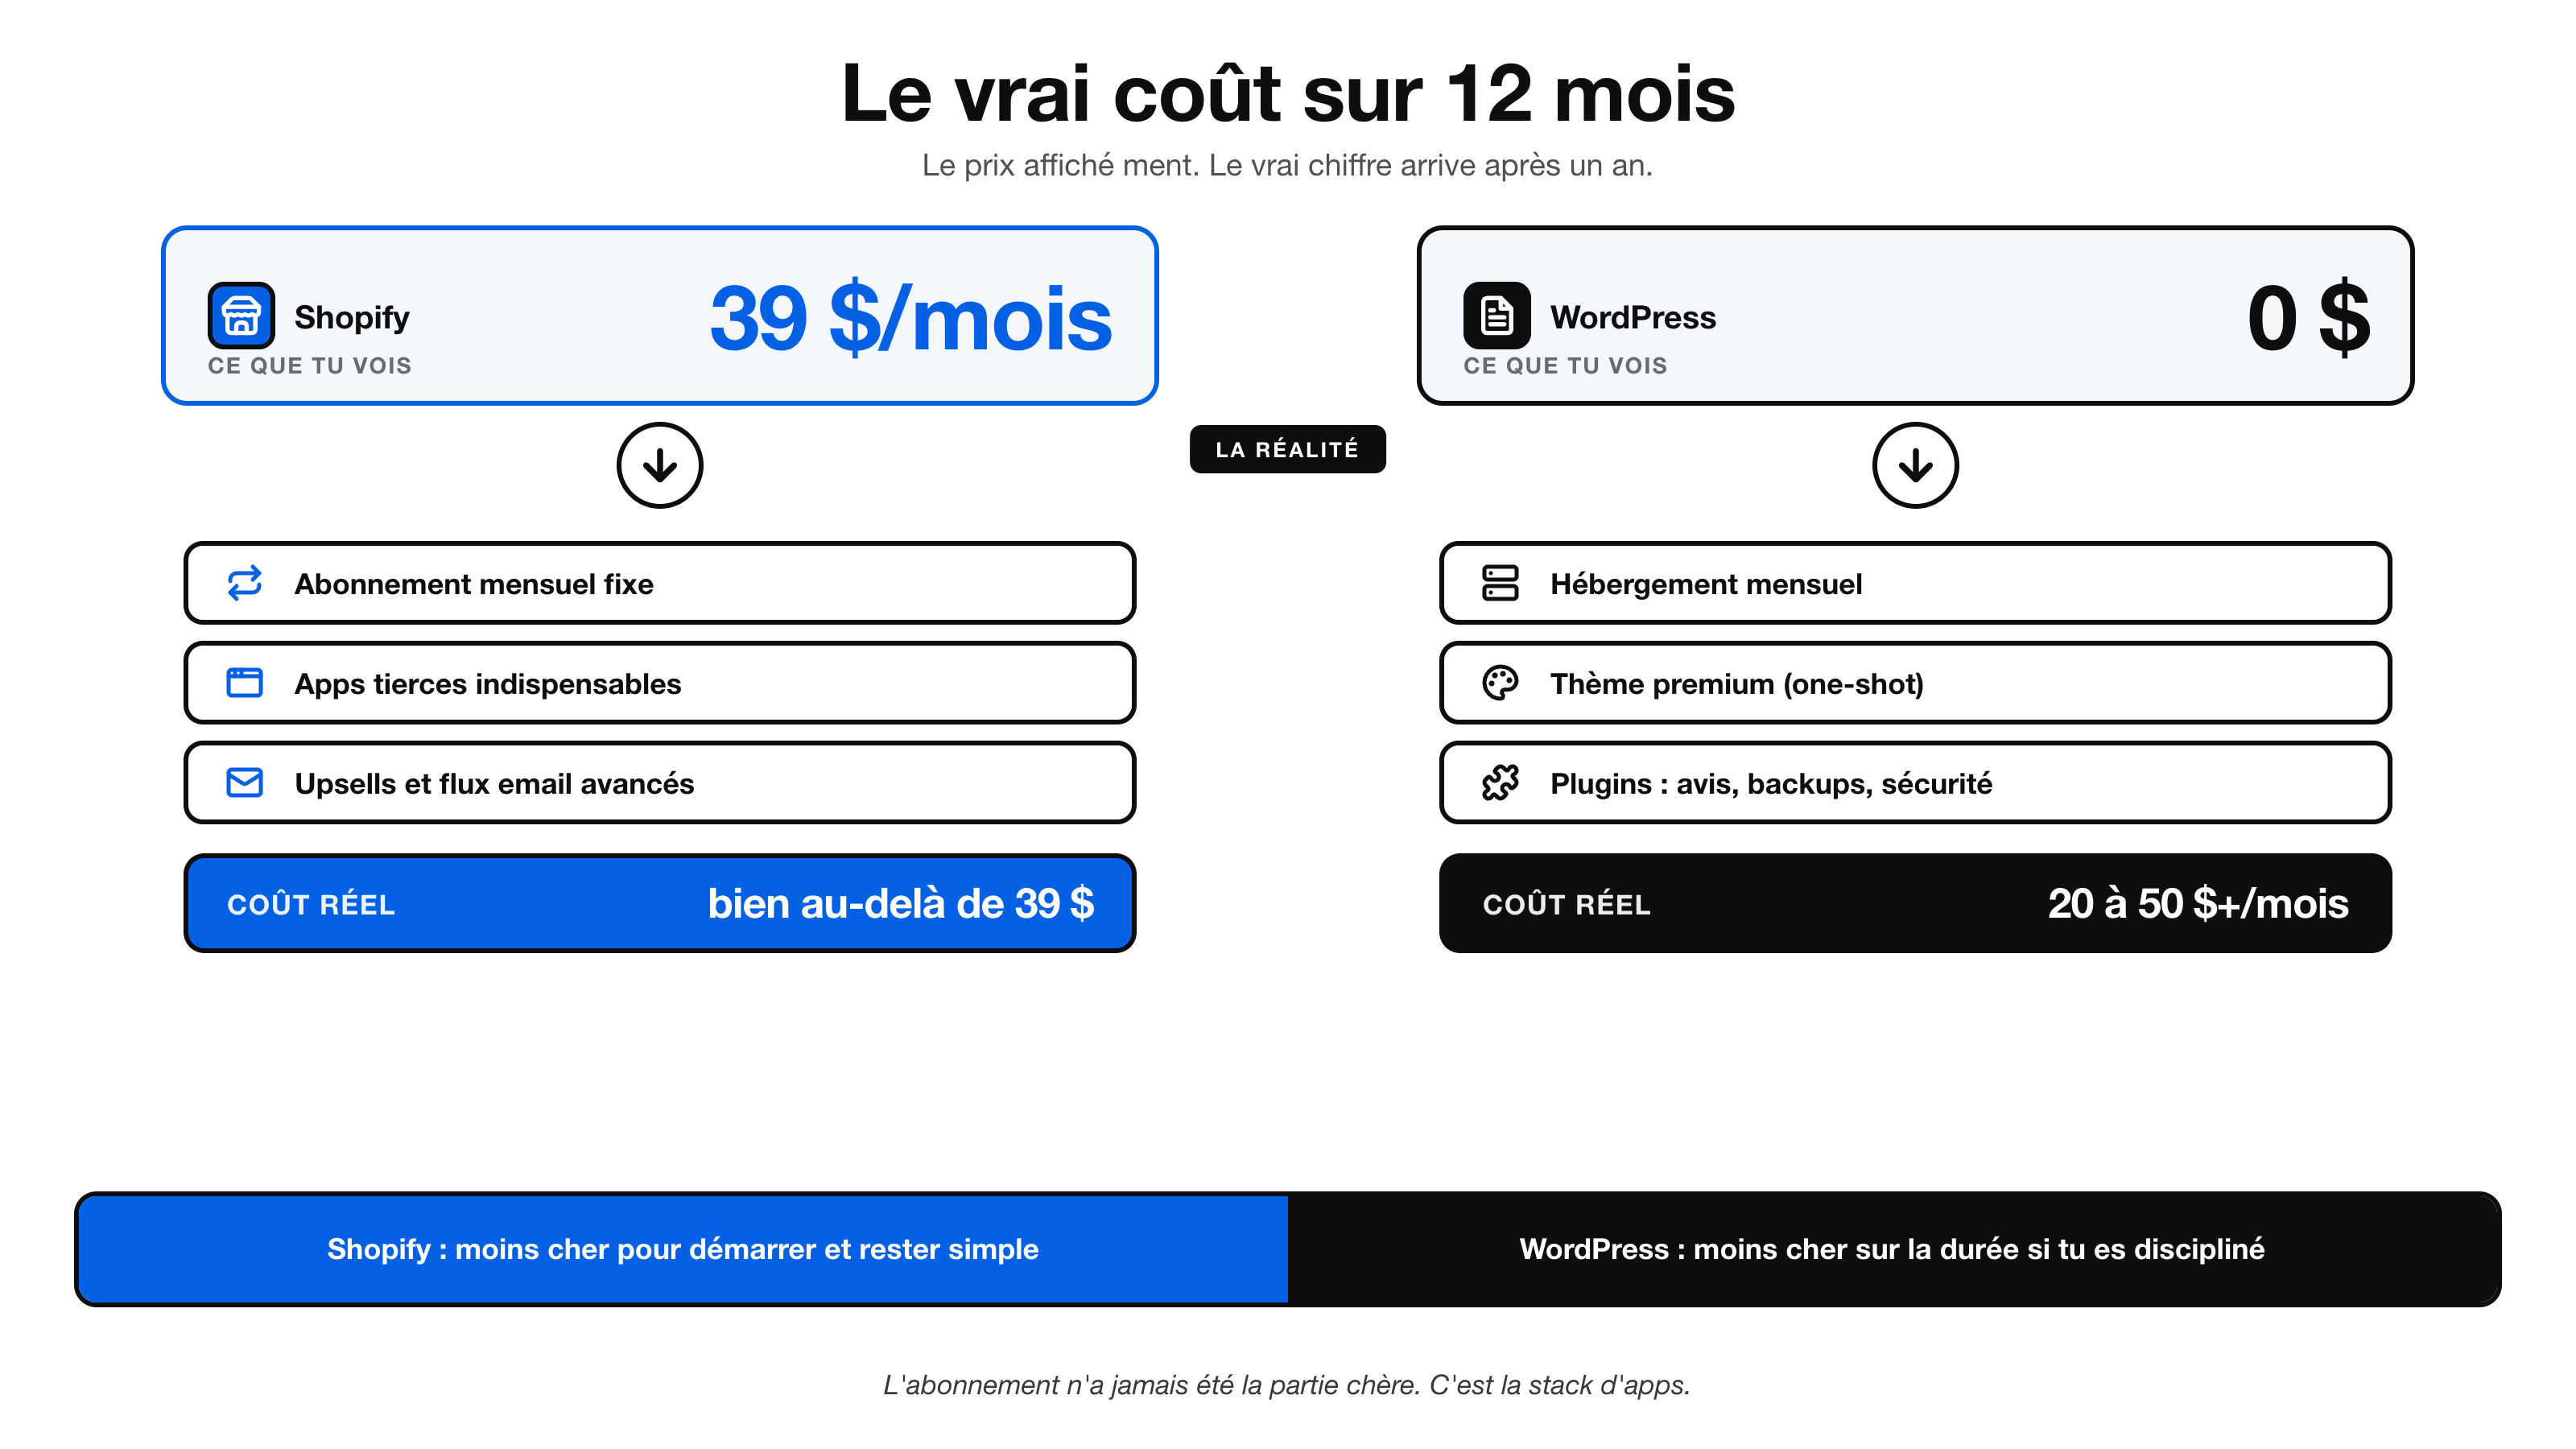 Le vrai coût sur 12 mois
Le prix affiché ment. Le vrai chiffre arrive après un an.
Shopify
39 $/mois
CE QUE TU VOIS
WordPress
0 $
CE QUE TU VOIS
LA RÉALITÉ
Abonnement mensuel fixe
Apps tierces indispensables
Upsells et flux email avancés
COÛT RÉEL
bien au-delà de 39 $
Hébergement mensuel
Thème premium (one-shot)
Plugins : avis, backups, sécurité
COÛT RÉEL
20 à 50 $+/mois
Shopify : moins cher pour démarrer et rester simple
WordPress : moins cher sur la durée si tu es discipliné
L'abonnement n'a jamais été la partie chère. C'est la stack d'apps.